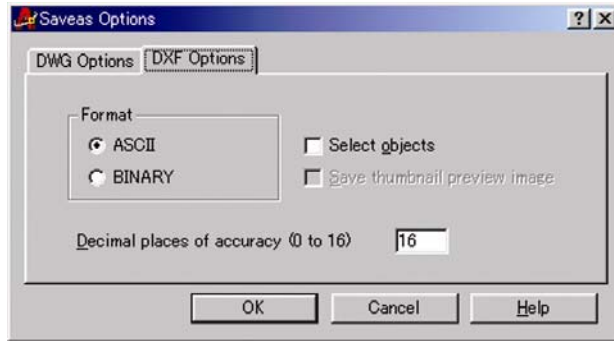 Saveas Options
DWG Options DXF Options
Format
ASCII
BINARY
Select objects
Save thumbnail preview image
Decimal places of accuracy (0 to 16) 16
OK Cancel Help